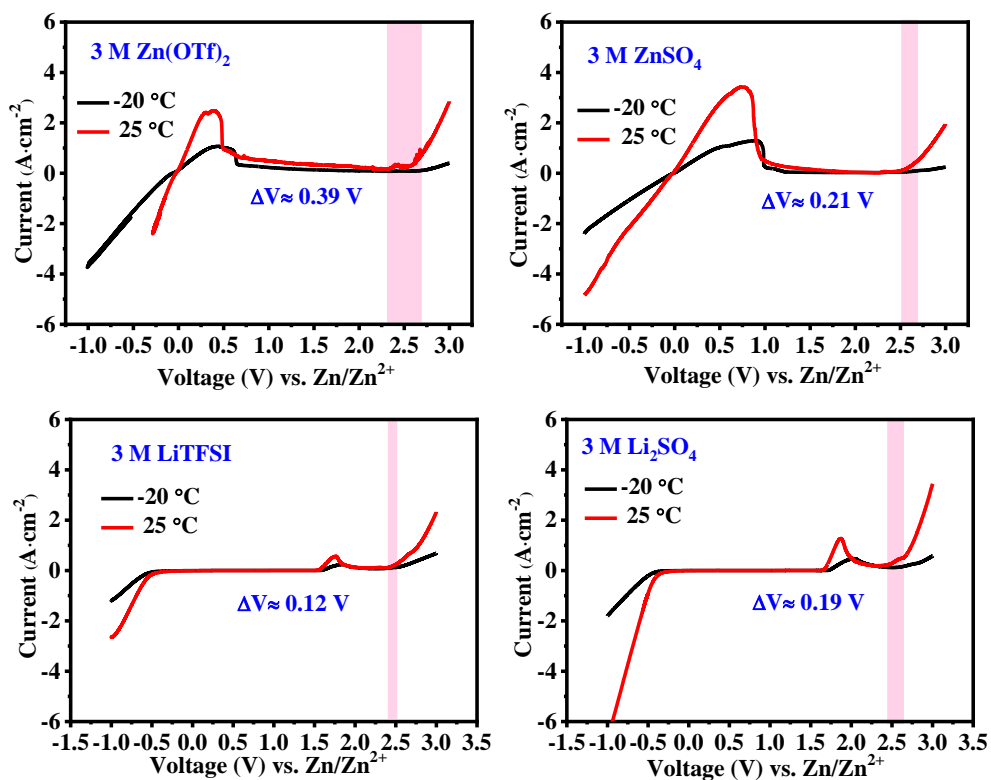 6
4
2
0
-2
-4
-6
Current (A·cm⁻²)
3 M Zn(OTf)₂
-20 °C
25 °C
ΔV≈ 0.39 V
-1.0 -0.5 0.0 0.5 1.0 1.5 2.0 2.5 3.0
Voltage (V) vs. Zn/Zn²⁺
6
4
2
0
-2
-4
-6
Current (A·cm⁻²)
3 M ZnSO₄
-20 °C
25 °C
ΔV≈ 0.21 V
-1.0 -0.5 0.0 0.5 1.0 1.5 2.0 2.5 3.0
Voltage (V) vs. Zn/Zn²⁺
6
4
2
0
-2
-4
-6
Current (A·cm⁻²)
3 M LiTFSI
-20 °C
25 °C
ΔV≈ 0.12 V
-1.5 -1.0 -0.5 0.0 0.5 1.0 1.5 2.0 2.5 3.0 3.5
Voltage (V) vs. Zn/Zn²⁺
6
4
2
0
-2
-4
-6
Current (A·cm⁻²)
3 M Li₂SO₄
-20 °C
25 °C
ΔV≈ 0.19 V
-1.5 -1.0 -0.5 0.0 0.5 1.0 1.5 2.0 2.5 3.0 3.5
Voltage (V) vs. Zn/Zn²⁺